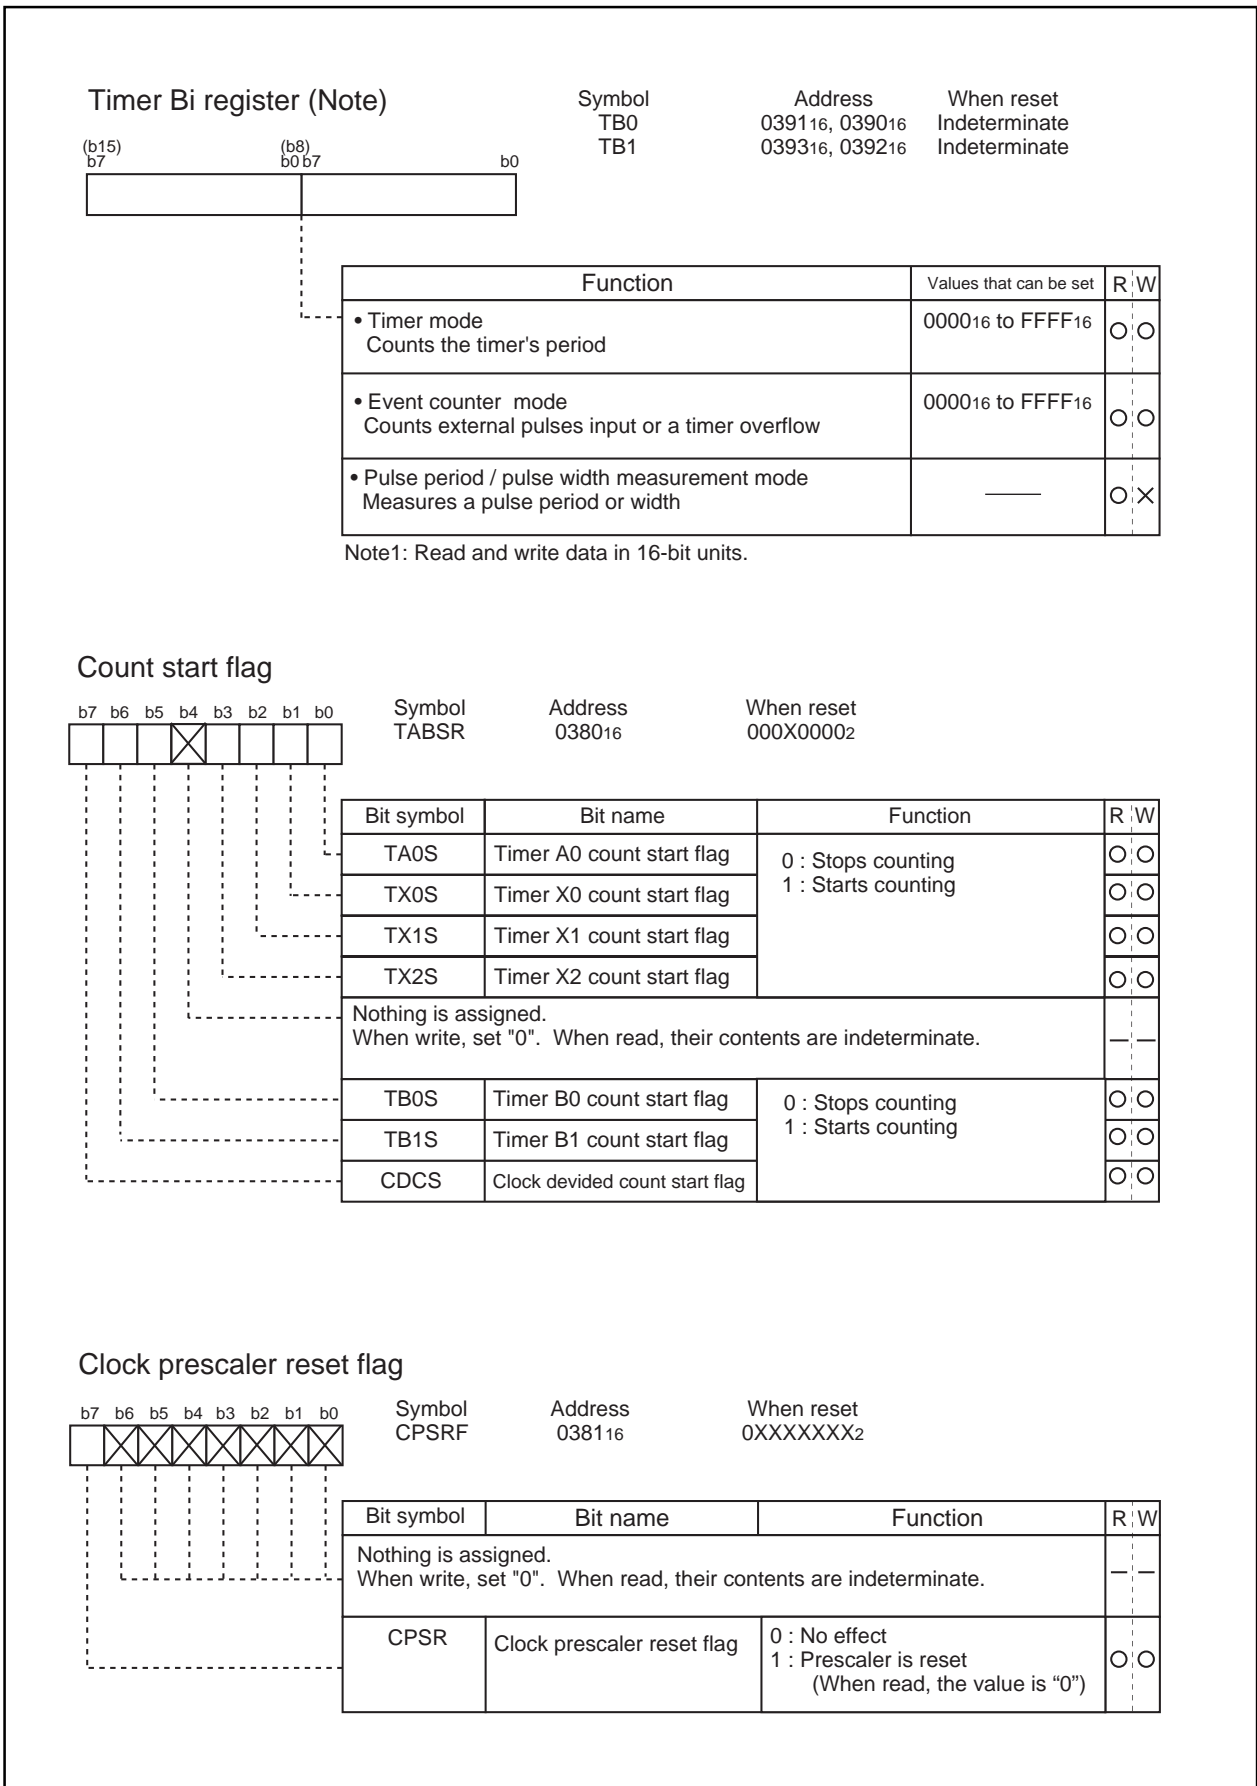 Timer Bi register (Note)
Symbol Address When reset
TB0 039116, 039016 Indeterminate
TB1 039316, 039216 Indeterminate
(b15) (b8)
b7 b0 b7 b0
Function Values that can be set R W
• Timer mode 000016 to FFFF16
Counts the timer's period
• Event counter mode 000016 to FFFF16
Counts external pulses input or a timer overflow
• Pulse period / pulse width measurement mode
Measures a pulse period or width
Note1: Read and write data in 16-bit units.
Count start flag
b7 b6 b5 b4 b3 b2 b1 b0
Symbol Address When reset
TABSR 038016 000X00002
Bit symbol Bit name Function R W
TA0S Timer A0 count start flag 0 : Stops counting
1 : Starts counting
TX0S Timer X0 count start flag
TX1S Timer X1 count start flag
TX2S Timer X2 count start flag
Nothing is assigned.
When write, set "0". When read, their contents are indeterminate.
TB0S Timer B0 count start flag 0 : Stops counting
1 : Starts counting
TB1S Timer B1 count start flag
CDCS Clock devided count start flag
Clock prescaler reset flag
b7 b6 b5 b4 b3 b2 b1 b0
Symbol Address When reset
CPSRF 038116 0XXXXXXX2
Bit symbol Bit name Function R W
Nothing is assigned.
When write, set "0". When read, their contents are indeterminate.
CPSR Clock prescaler reset flag 0 : No effect
1 : Prescaler is reset
(When read, the value is “0”)